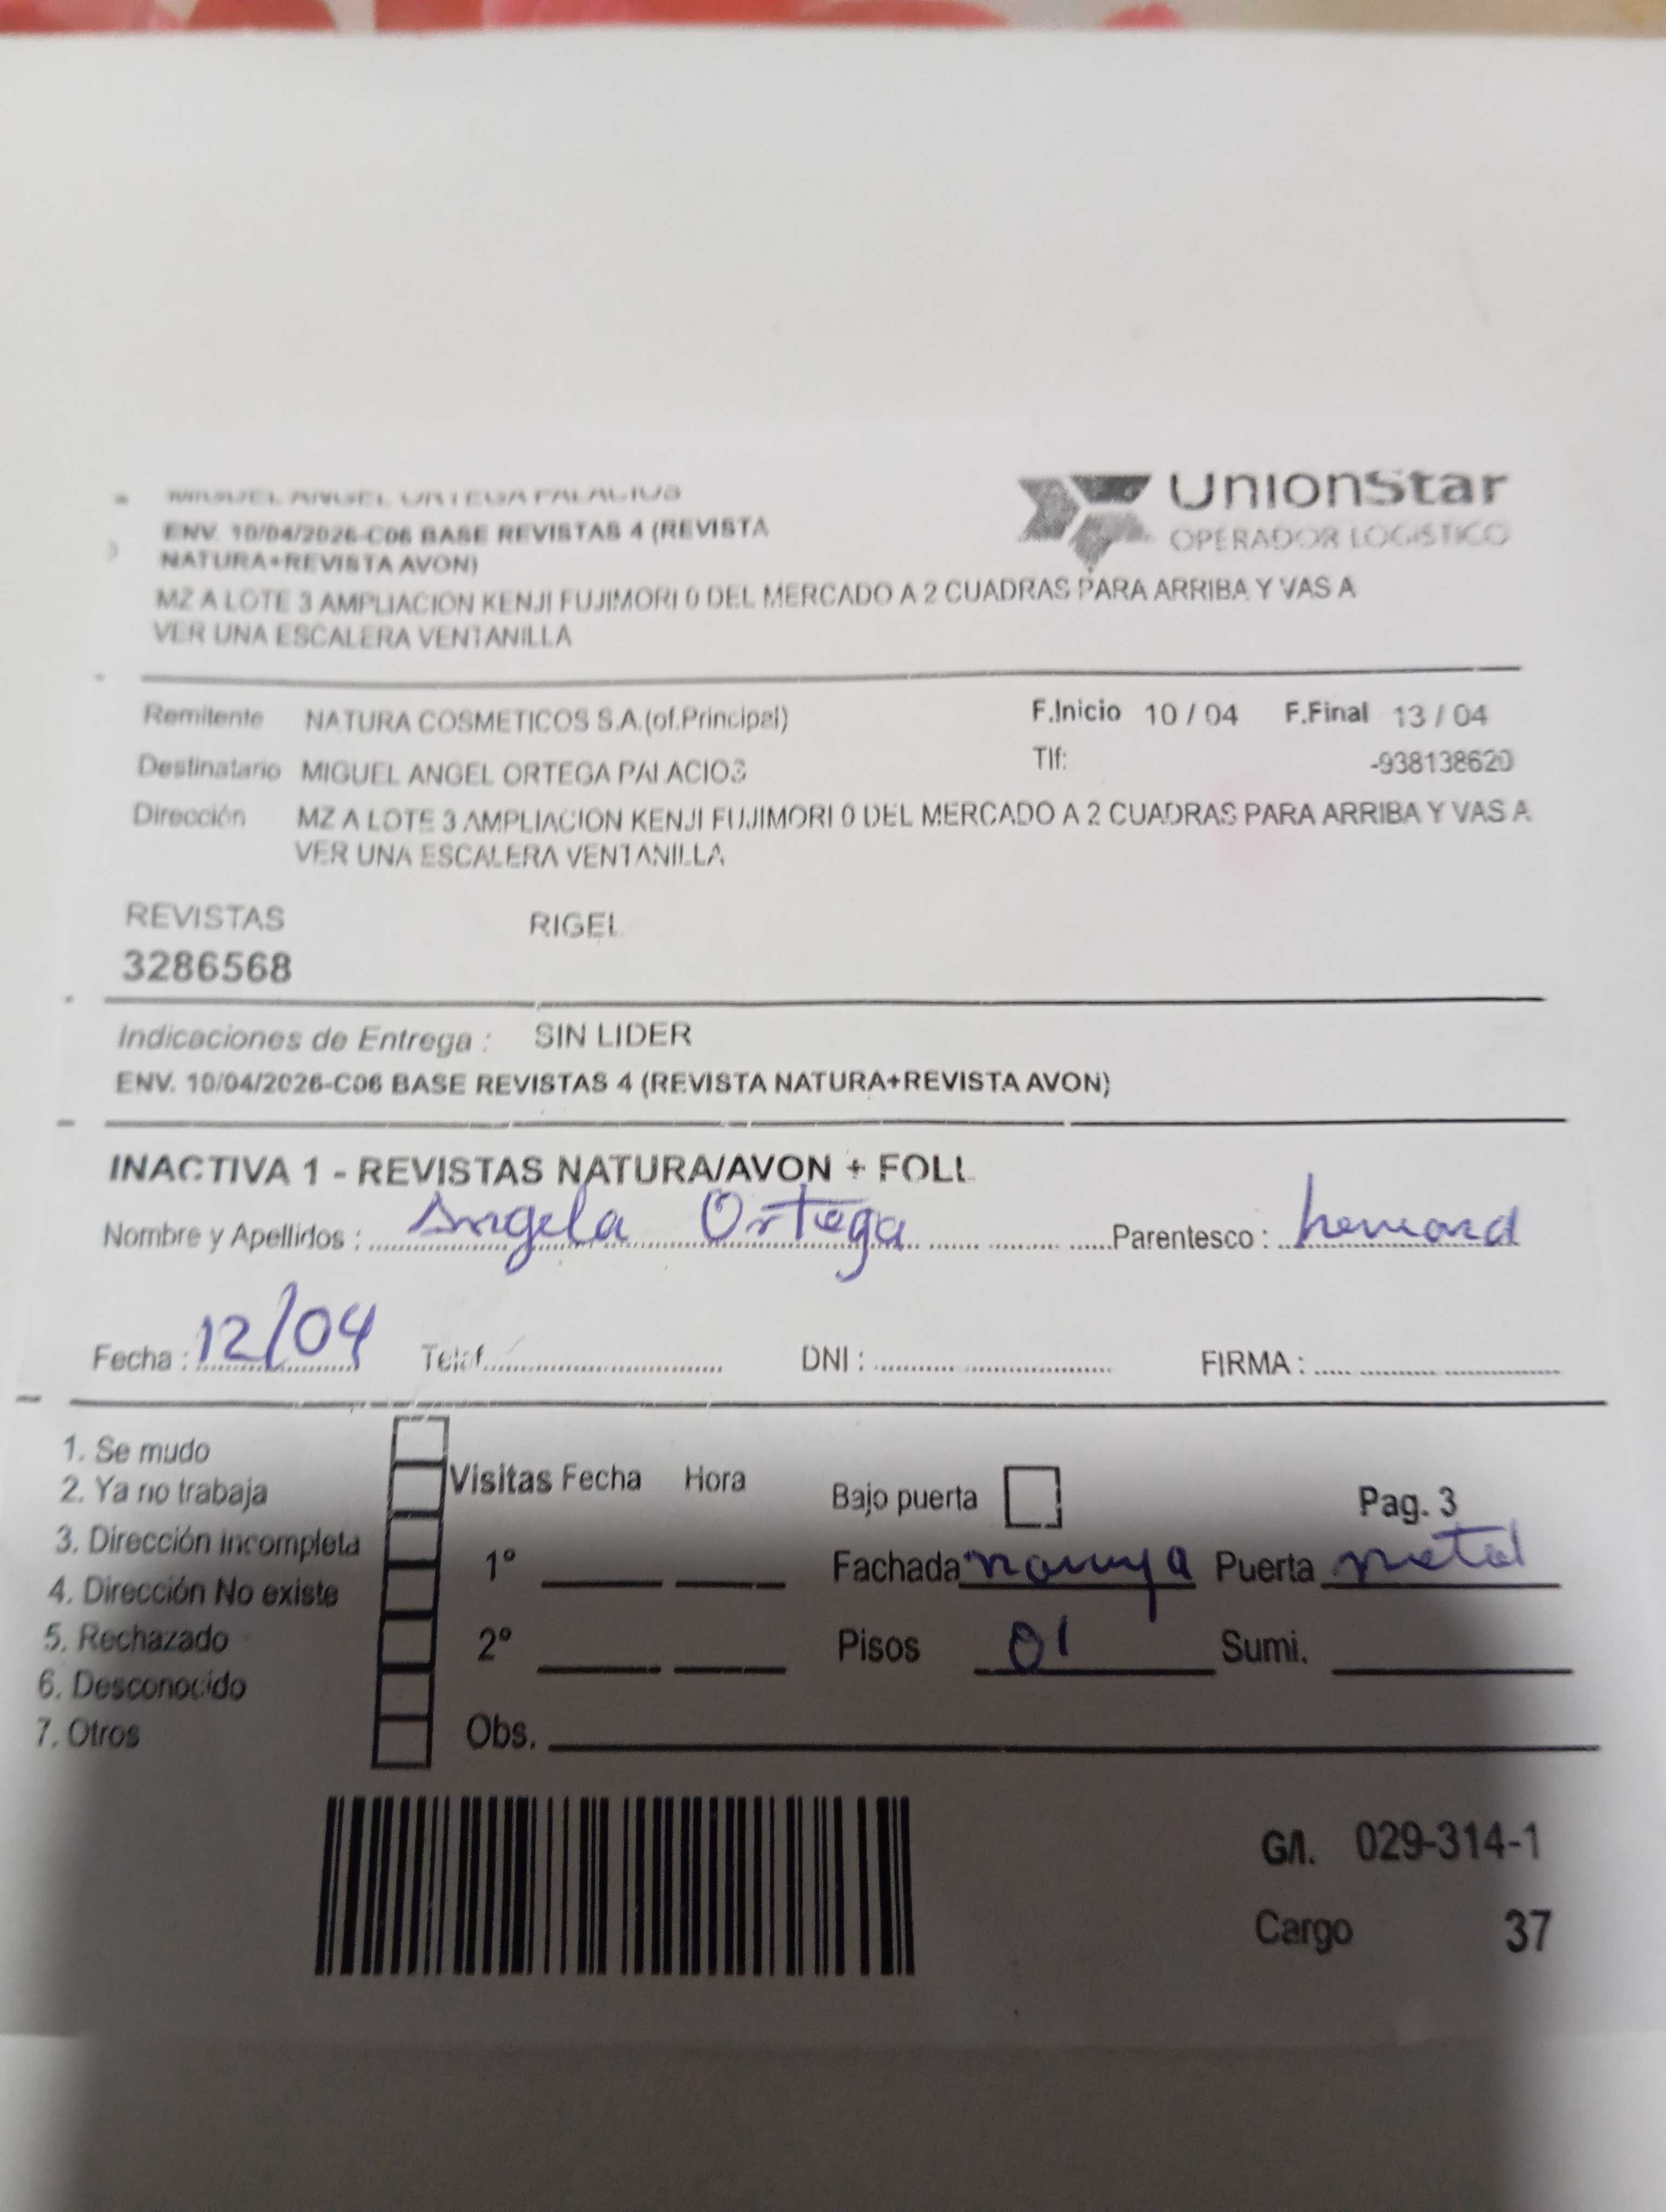 MIGUEL ANGEL ORTEGA PALACIOS
UnionStar
OPERADOR LOGISTICO
ENV. 10/04/2026-C06 BASE REVISTAS 4 (REVISTA
NATURA+REVISTA AVON)
MZ A LOTE 3 AMPLIACION KENJI FUJIMORI 0 DEL MERCADO A 2 CUADRAS PARA ARRIBA Y VAS A
VER UNA ESCALERA VENTANILLA
Remitente NATURA COSMETICOS S.A.(of.Principal) F.Inicio 10 / 04 F.Final 13 / 04
Destinatario MIGUEL ANGEL ORTEGA PALACIOS Tlf: -938138620
Dirección MZ A LOTE 3 AMPLIACION KENJI FUJIMORI 0 DEL MERCADO A 2 CUADRAS PARA ARRIBA Y VAS A
VER UNA ESCALERA VENTANILLA
REVISTAS RIGEL
3286568
Indicaciones de Entrega : SIN LIDER
ENV. 10/04/2026-C06 BASE REVISTAS 4 (REVISTA NATURA+REVISTA AVON)
INACTIVA 1 - REVISTAS NATURA/AVON + FOLL
Nombre y Apellidos : Angela Ortega Parentesco :
Fecha : 12/04 Teléf. DNI : FIRMA :
1. Se mudo
2. Ya no trabaja
3. Dirección incompleta
4. Dirección No existe
5. Rechazado
6. Desconocido
7. Otros
Visitas Fecha Hora
1º
2º
Obs.
Bajo puerta Pag. 3
Fachada Puerta metal
Pisos 01 Sumi.
G/I. 029-314-1
Cargo 37